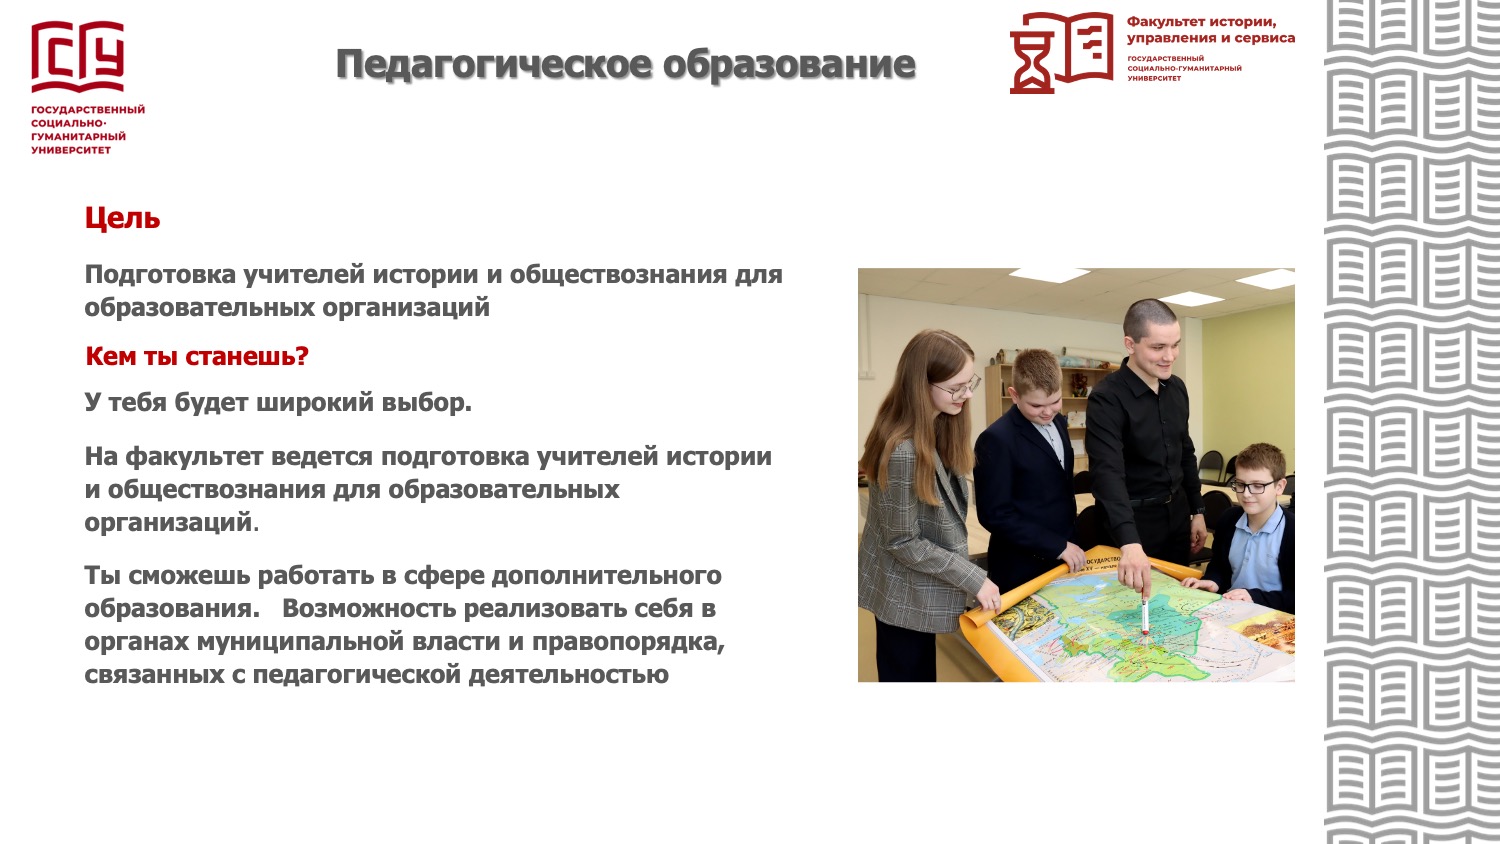 ГСГУ
ГОСУДАРСТВЕННЫЙ
СОЦИАЛЬНО-
ГУМАНИТАРНЫЙ
УНИВЕРСИТЕТ
Педагогическое образование
Факультет истории,
управления и сервиса
ГОСУДАРСТВЕННЫЙ
СОЦИАЛЬНО-ГУМАНИТАРНЫЙ
УНИВЕРСИТЕТ
Цель
Подготовка учителей истории и обществознания для
образовательных организаций
Кем ты станешь?
У тебя будет широкий выбор.
На факультет ведется подготовка учителей истории
и обществознания для образовательных
организаций.
Ты сможешь работать в сфере дополнительного
образования.   Возможность реализовать себя в
органах муниципальной власти и правопорядка,
связанных с педагогической деятельностью